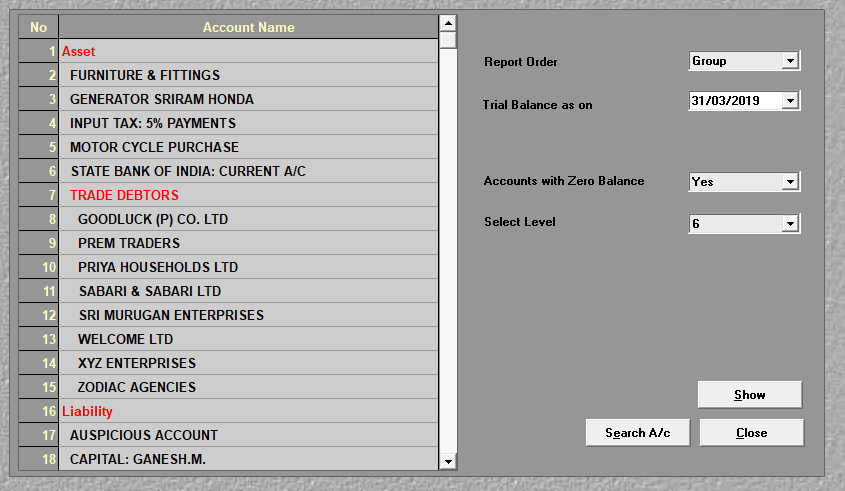 No Account Name
1 Asset
2 FURNITURE & FITTINGS
3 GENERATOR SRIRAM HONDA
4 INPUT TAX: 5% PAYMENTS
5 MOTOR CYCLE PURCHASE
6 STATE BANK OF INDIA: CURRENT A/C
7 TRADE DEBTORS
8 GOODLUCK (P) CO. LTD
9 PREM TRADERS
10 PRIYA HOUSEHOLDS LTD
11 SABARI & SABARI LTD
12 SRI MURUGAN ENTERPRISES
13 WELCOME LTD
14 XYZ ENTERPRISES
15 ZODIAC AGENCIES
16 Liability
17 AUSPICIOUS ACCOUNT
18 CAPITAL: GANESH.M.
Report Order Group
Trial Balance as on 31/03/2019
Accounts with Zero Balance Yes
Select Level 6
Show
Search A/c Close